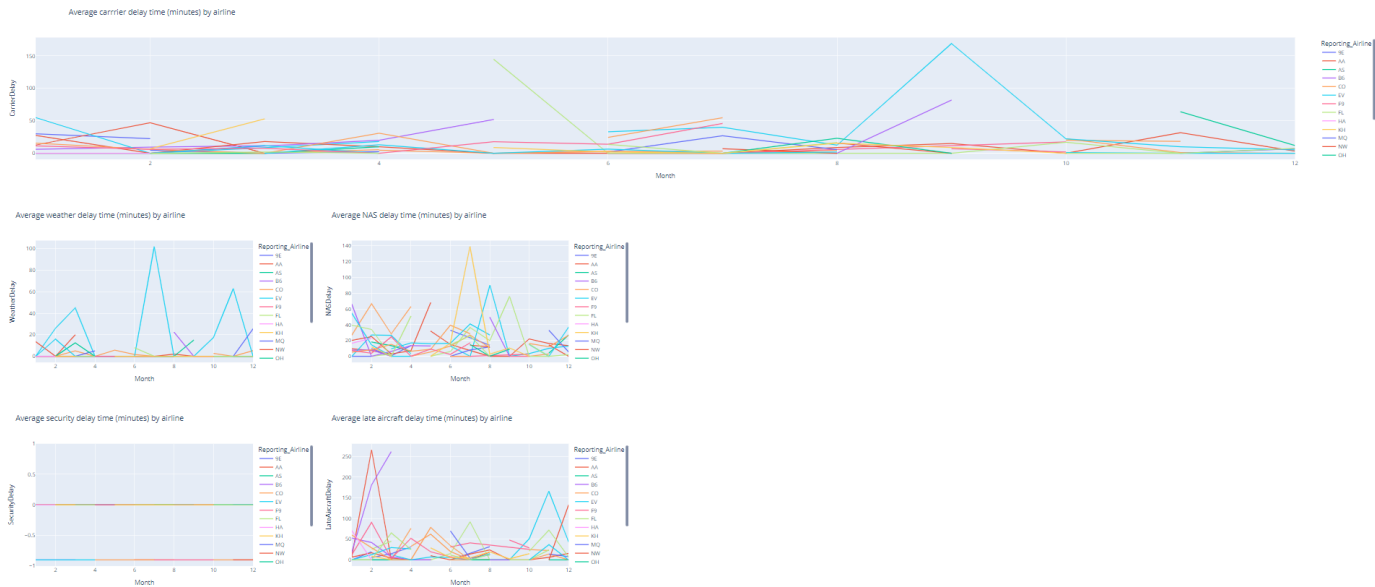 Average carrrier delay time (minutes) by airline
CarrierDelay
150
100
50
0
2
4
6
8
10
12
Month
Reporting_Airline
9E
AA
AS
B6
CO
EV
F9
FL
HA
KH
MQ
NW
OH
Average weather delay time (minutes) by airline
WeatherDelay
100
80
60
40
20
0
2
4
6
8
10
12
Month
Reporting_Airline
9E
AA
AS
B6
CO
EV
F9
FL
HA
KH
MQ
NW
OH
Average NAS delay time (minutes) by airline
NASDelay
140
120
100
80
60
40
20
0
2
4
6
8
10
12
Month
Reporting_Airline
9E
AA
AS
B6
CO
EV
F9
FL
HA
KH
MQ
NW
OH
Average security delay time (minutes) by airline
SecurityDelay
1
0.5
0
−0.5
−1
2
4
6
8
10
12
Month
Reporting_Airline
9E
AA
AS
B6
CO
EV
F9
FL
HA
KH
MQ
NW
OH
Average late aircraft delay time (minutes) by airline
LateAircraftDelay
250
200
150
100
50
0
2
4
6
8
10
12
Month
Reporting_Airline
9E
AA
AS
B6
CO
EV
F9
FL
HA
KH
MQ
NW
OH